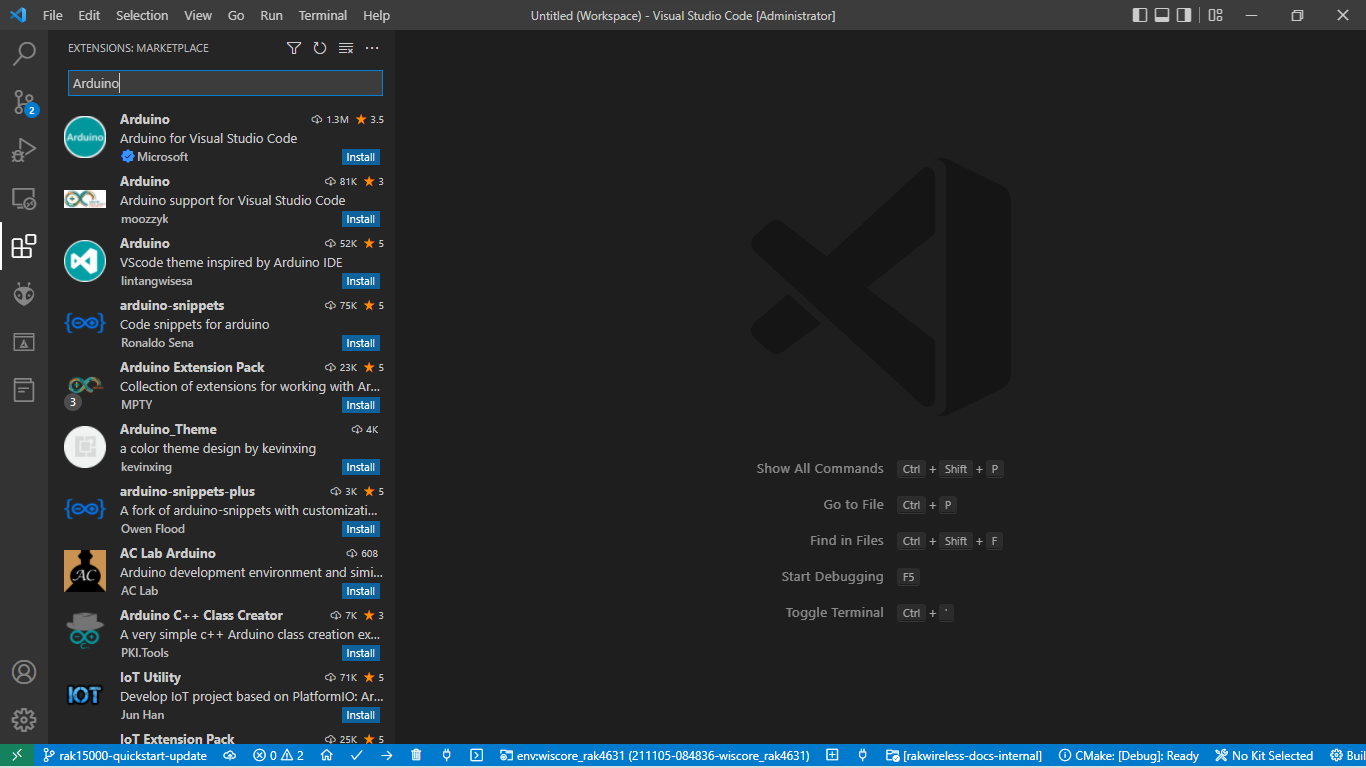 File Edit Selection View Go Run Terminal Help
Untitled (Workspace) - Visual Studio Code [Administrator]
EXTENSIONS: MARKETPLACE
Arduino
2
Arduino
Arduino 1.3M 3.5
Arduino for Visual Studio Code
Microsoft Install
Arduino 81K 3
Arduino support for Visual Studio Code
moozzyk Install
Arduino 52K 5
VScode theme inspired by Arduino IDE
lintangwisesa Install
arduino-snippets 75K 5
Code snippets for arduino
Ronaldo Sena Install
Arduino Extension Pack 23K 5
Collection of extensions for working with Ar...
3
MPTY Install
Arduino_Theme 4K
a color theme design by kevinxing
kevinxing Install
arduino-snippets-plus 3K 5
A fork of arduino-snippets with customizati...
Owen Flood Install
AC Lab Arduino 608
AC
Arduino development environment and simi...
AC Lab Install
Arduino C++ Class Creator 7K 3
A very simple c++ Arduino class creation ex...
PKI.Tools Install
IoT Utility 71K 5
IOT
Develop IoT project based on PlatformIO: Ar...
Jun Han Install
IoT Extension Pack 25K 5
Show All Commands Ctrl + Shift + P
Go to File Ctrl + P
Find in Files Ctrl + Shift + F
Start Debugging F5
Toggle Terminal Ctrl + '
rak15000-quickstart-update 0 2 env:wiscore_rak4631 (211105-084836-wiscore_rak4631) [rakwireless-docs-internal] CMake: [Debug]: Ready No Kit Selected Buil